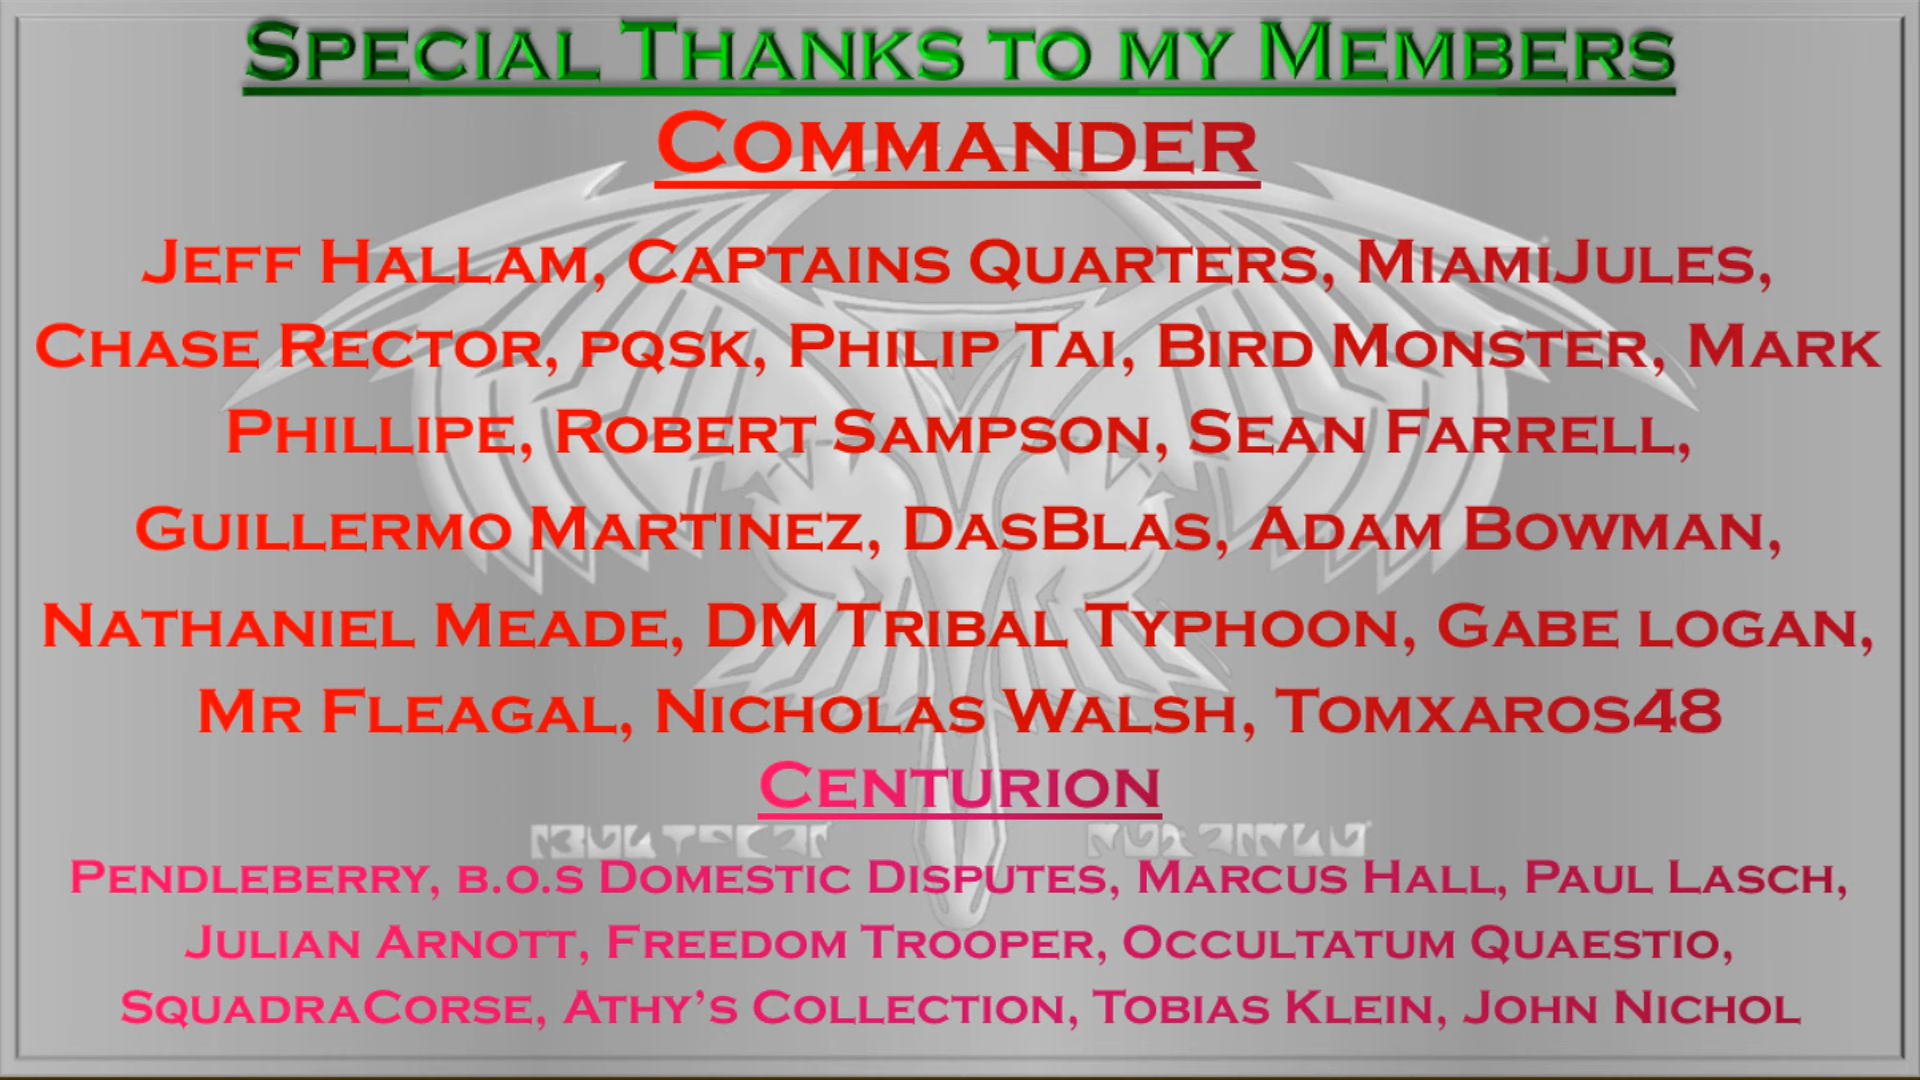 Special Thanks to my Members
Commander
Jeff Hallam, Captains Quarters, MiamiJules,
Chase Rector, pqsk, Philip Tai, Bird Monster, Mark
Phillipe, Robert Sampson, Sean Farrell,
Guillermo Martinez, DasBlas, Adam Bowman,
Nathaniel Meade, DM Tribal Typhoon, Gabe logan,
Mr Fleagal, Nicholas Walsh, Tomxaros48
Centurion
Pendleberry, b.o.s Domestic Disputes, Marcus Hall, Paul Lasch,
Julian Arnott, Freedom Trooper, Occultatum Quaestio,
SquadraCorse, Athy's Collection, Tobias Klein, John Nichol